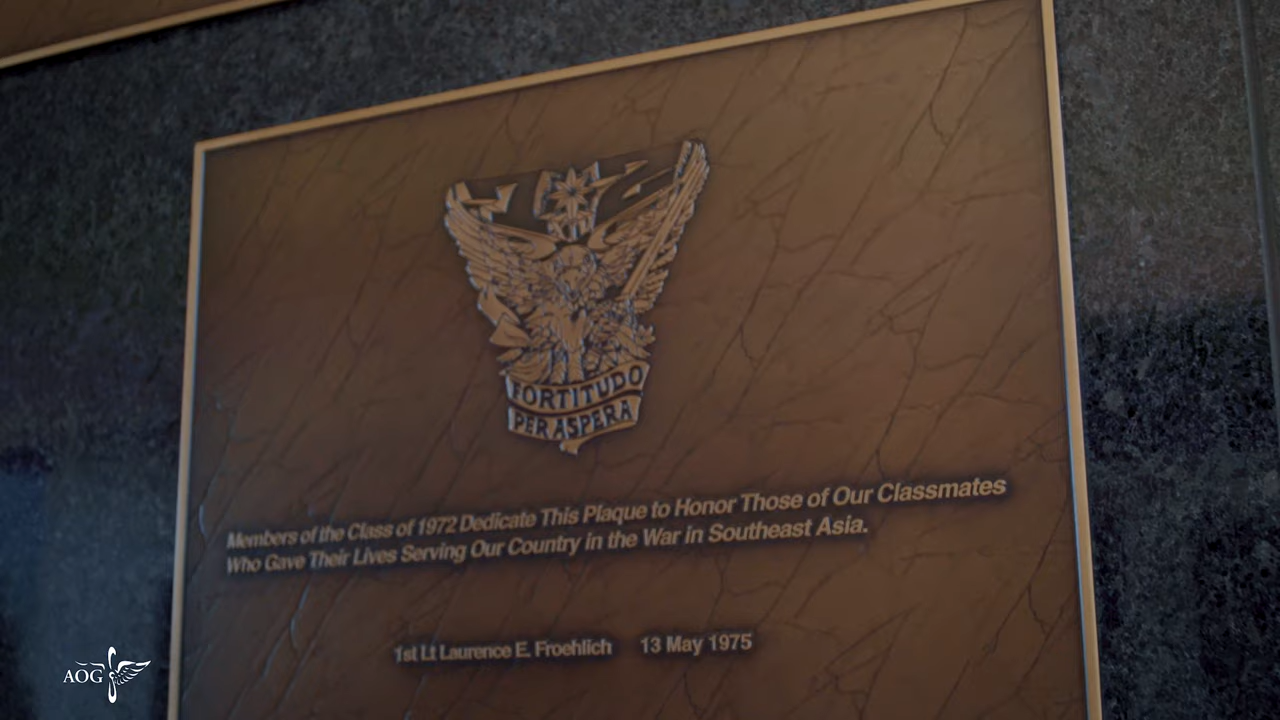 FORTITUDO
PER ASPERA
Members of the Class of 1972 Dedicate This Plaque to Honor Those of Our Classmates
Who Gave Their Lives Serving Our Country in the War in Southeast Asia.
1st Lt Laurence E. Froehlich 13 May 1975
AOG